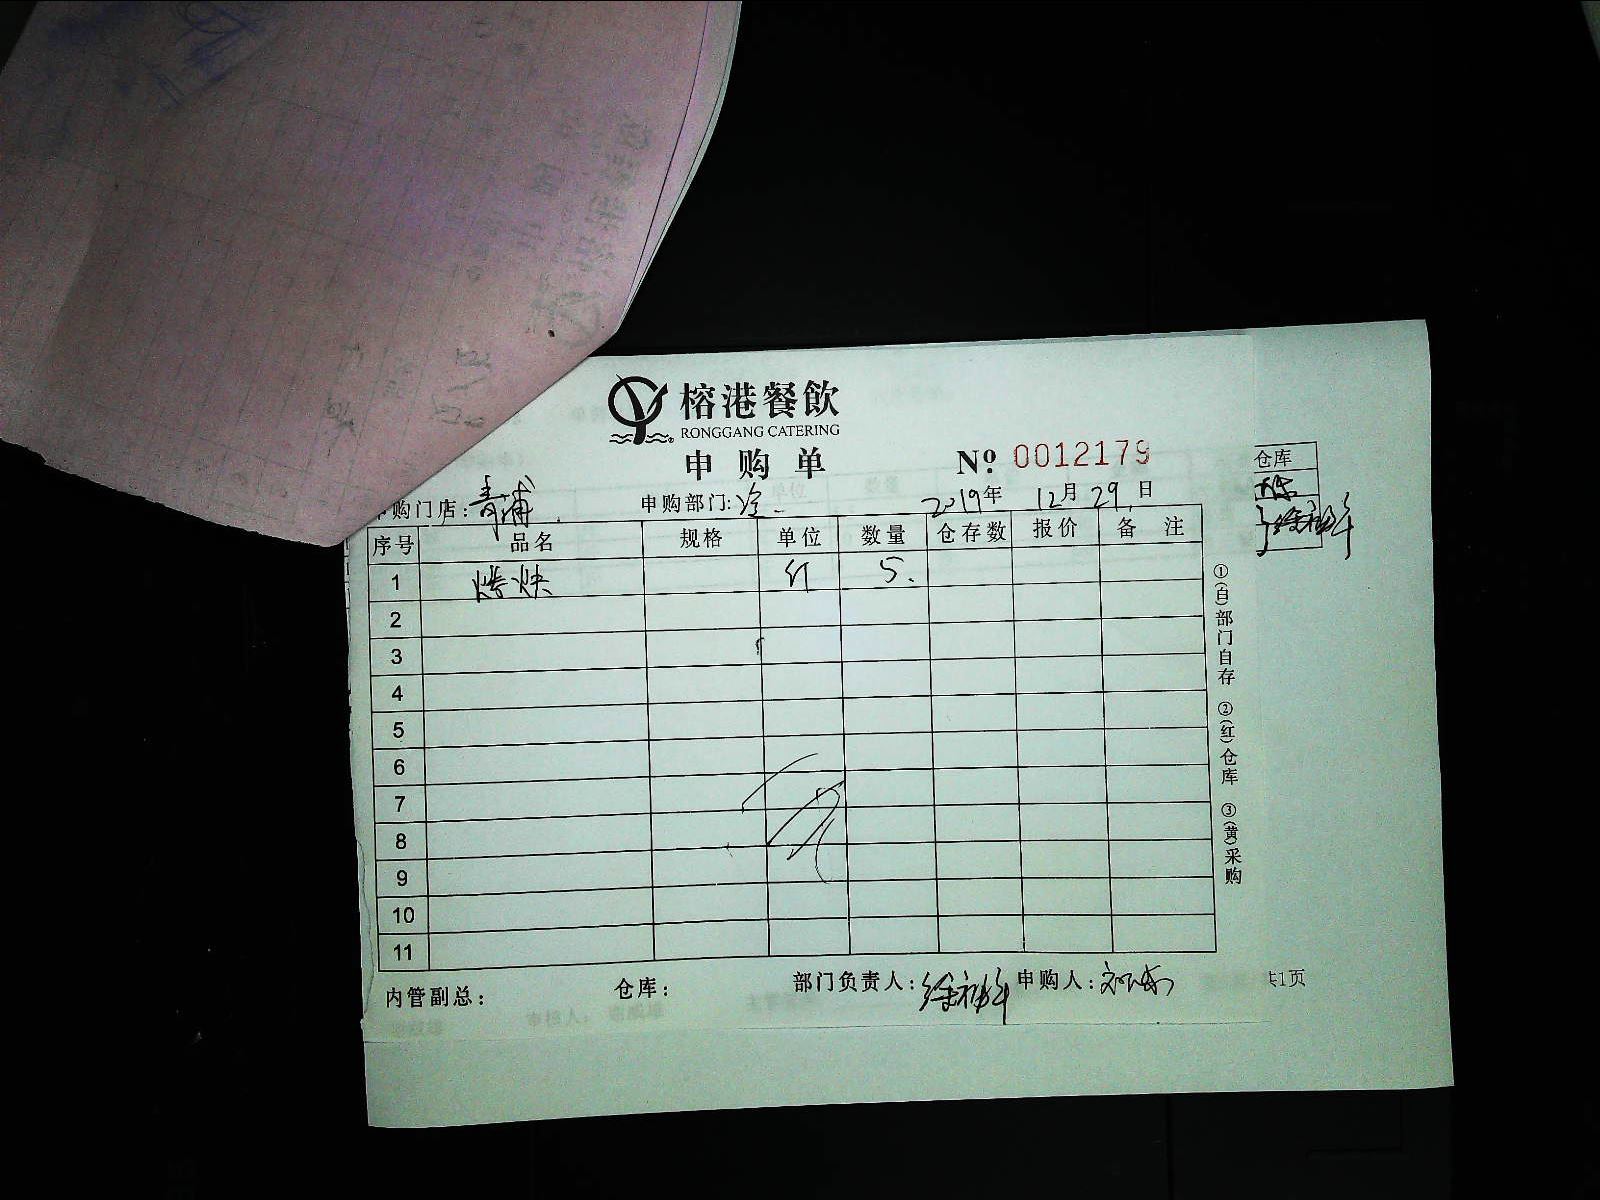 榕港餐飲
RONGGANG CATERING
申购单
№ 0012179
仓库
申购门店：青浦
申购部门：
2019年 12月 29日
序号 品名 规格 单位 数量 仓存数 报价 备注
1 5.
2
3
4
5
6
7
8
9
10
11
①(白)部门自存 ②(红)仓库 ③(黄)采购
内管副总： 仓库： 部门负责人： 申购人： 共1页